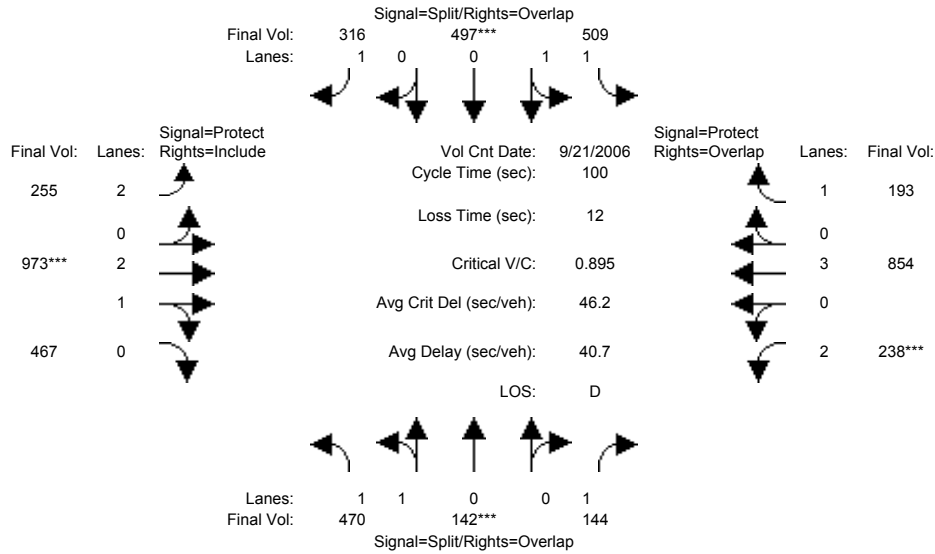 Signal=Split/Rights=Overlap
Final Vol: 316 497*** 509
Lanes: 1 0 0 1 1
Signal=Protect
Final Vol: Lanes: Rights=Include
Vol Cnt Date: 9/21/2006
Signal=Protect
Rights=Overlap Lanes: Final Vol:
Cycle Time (sec): 100
255 2
1 193
Loss Time (sec): 12
0
0
973*** 2
Critical V/C: 0.895
3 854
1
Avg Crit Del (sec/veh): 46.2
0
467 0
Avg Delay (sec/veh): 40.7
2 238***
LOS: D
Lanes: 1 1 0 0 1
Final Vol: 470 142*** 144
Signal=Split/Rights=Overlap